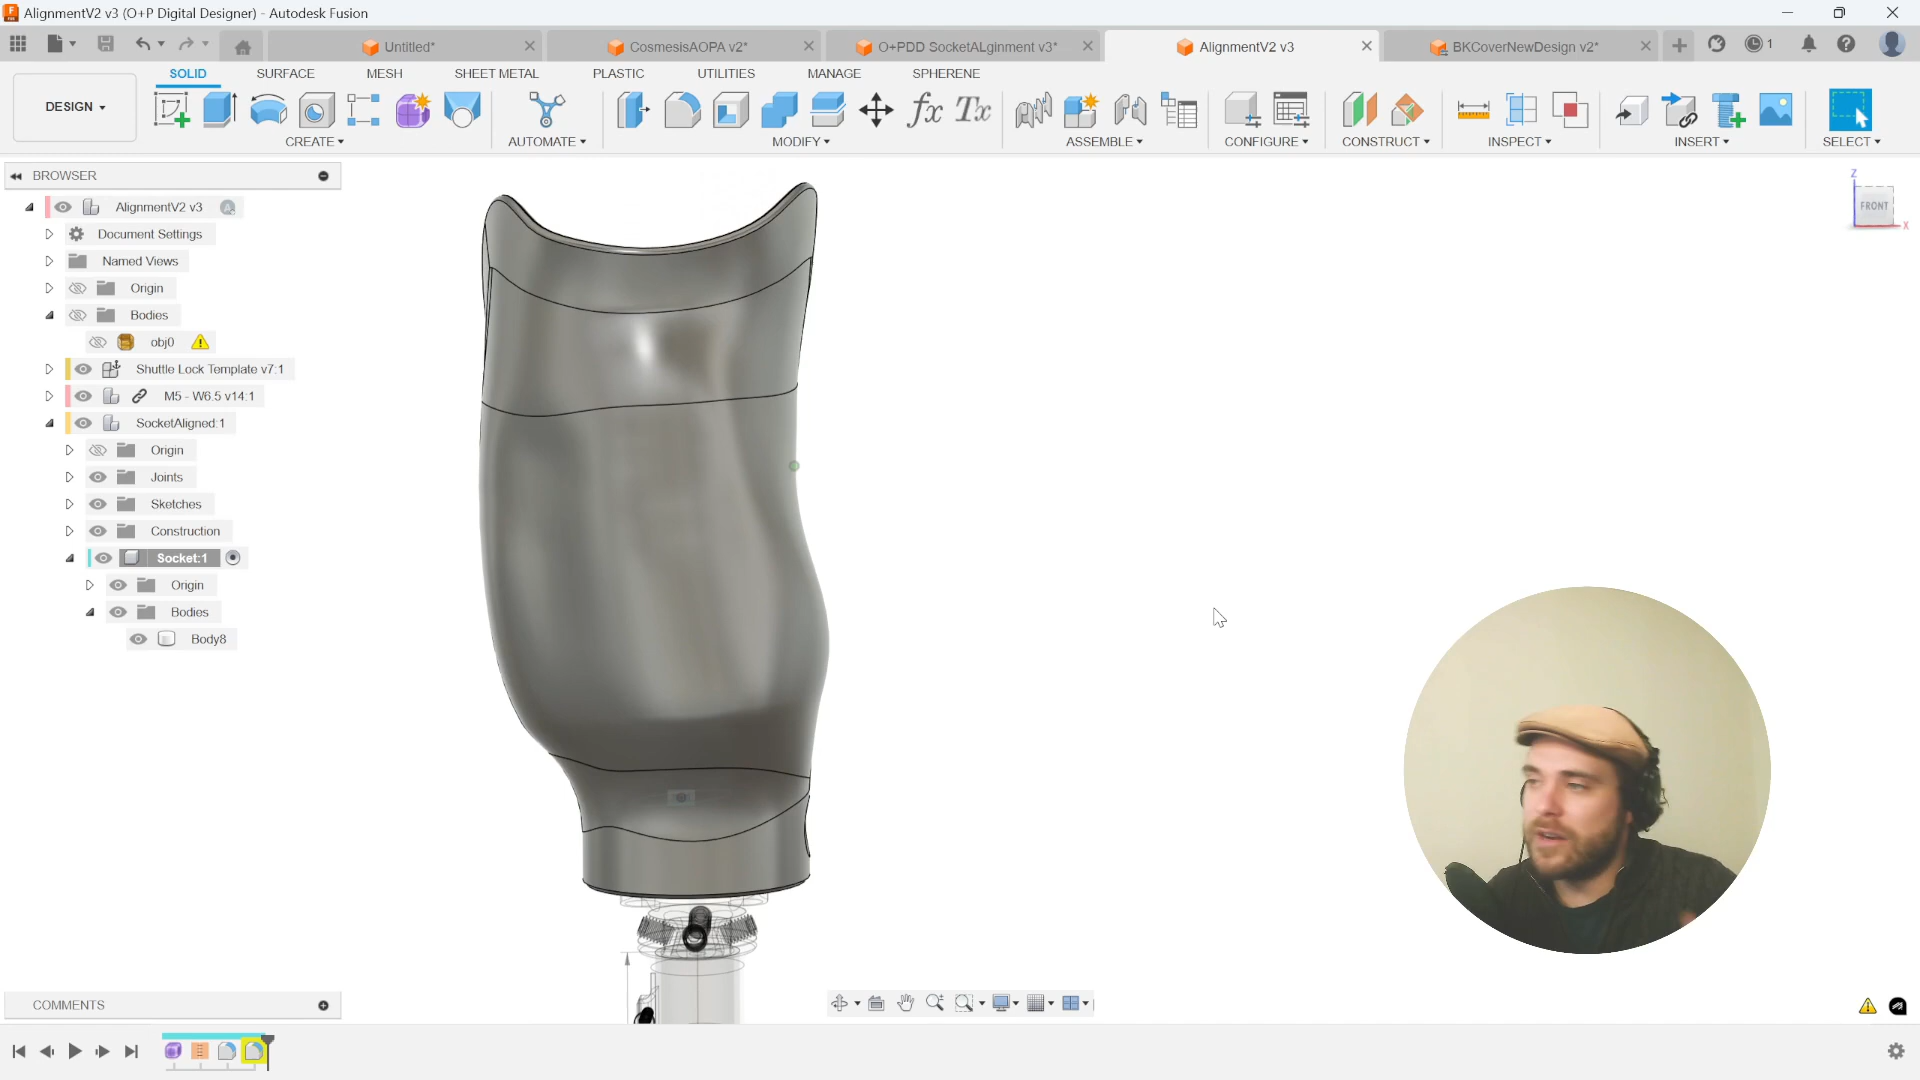 AlignmentV2 v3 (O+P Digital Designer) - Autodesk Fusion
Untitled*
CosmesisAOPA v2*
O+PDD SocketALginment v3*
AlignmentV2 v3
BKCoverNewDesign v2*
1
SOLID
SURFACE
MESH
SHEET METAL
PLASTIC
UTILITIES
MANAGE
SPHERENE
DESIGN
fx
Tx
CREATE
AUTOMATE
MODIFY
ASSEMBLE
CONFIGURE
CONSTRUCT
INSPECT
INSERT
SELECT
BROWSER
AlignmentV2 v3
Document Settings
Named Views
Origin
Bodies
obj0
Shuttle Lock Template v7:1
M5 - W6.5 v14:1
SocketAligned:1
Origin
Joints
Sketches
Construction
Socket:1
Origin
Bodies
Body8
Z
FRONT
X
COMMENTS